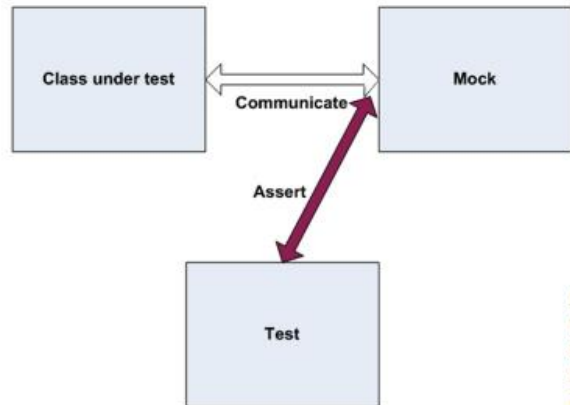 Class under test
Mock
Communicate
Assert
Test